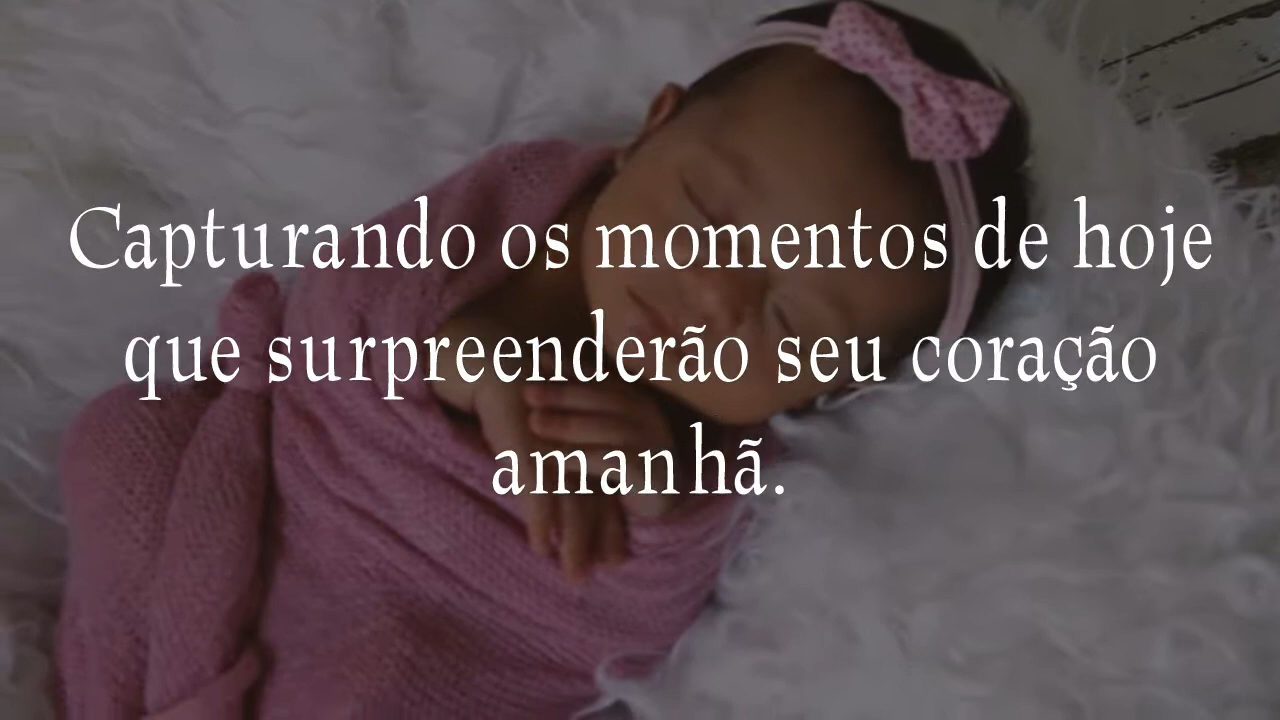 Capturando os momentos de hoje
que surpreenderão seu coração
amanhã.